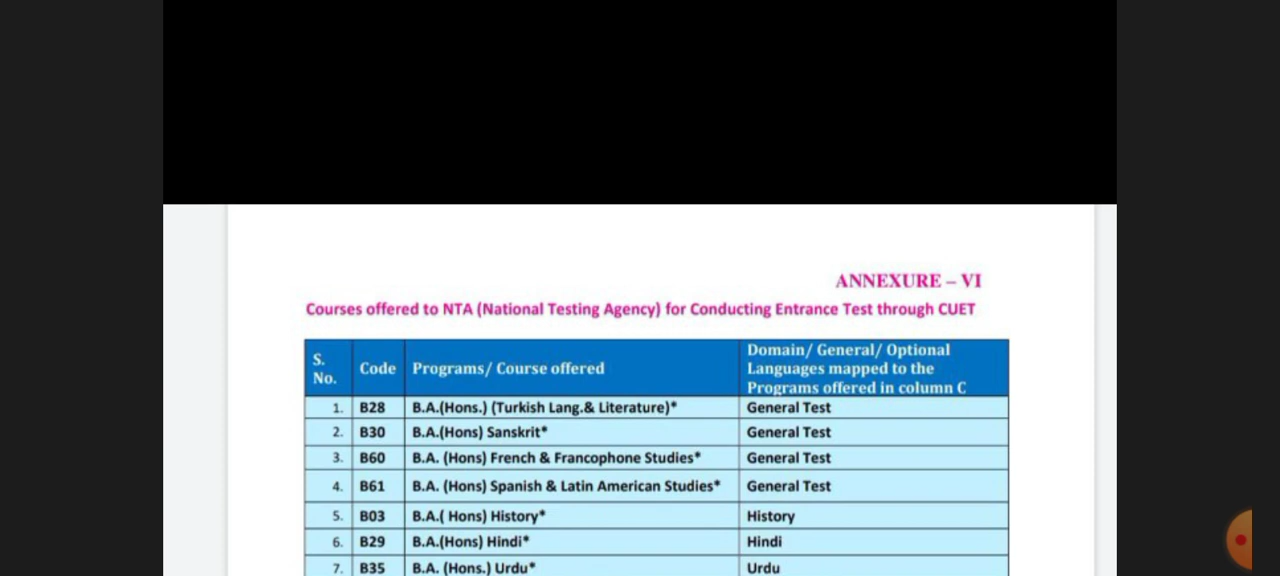 ANNEXURE – VI
Courses offered to NTA (National Testing Agency) for Conducting Entrance Test through CUET
S. No. Code Programs/ Course offered Domain/ General/ Optional Languages mapped to the Programs offered in column C
1. B28 B.A.(Hons.) (Turkish Lang.& Literature)* General Test
2. B30 B.A.(Hons) Sanskrit* General Test
3. B60 B.A. (Hons) French & Francophone Studies* General Test
4. B61 B.A. (Hons) Spanish & Latin American Studies* General Test
5. B03 B.A.( Hons) History* History
6. B29 B.A.(Hons) Hindi* Hindi
7. B35 B.A. (Hons.) Urdu* Urdu